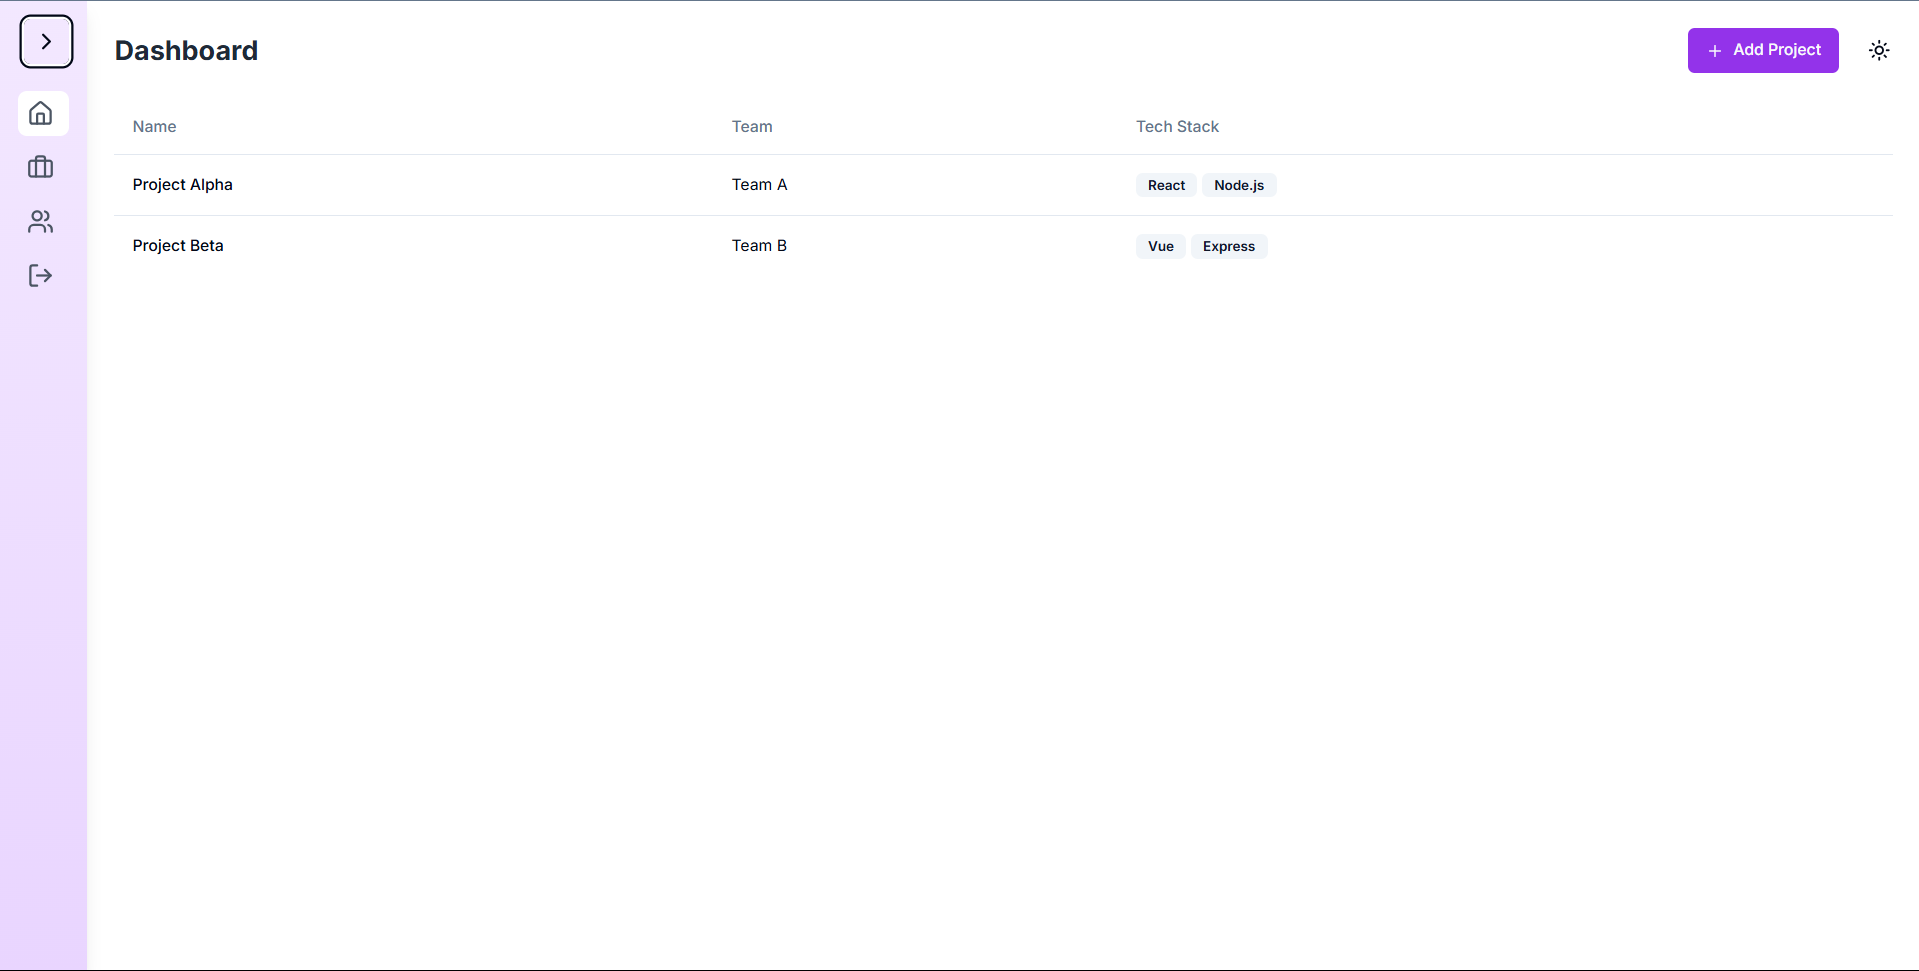 Dashboard
Add Project
Name Team Tech Stack
Project Alpha Team A React Node.js
Project Beta Team B Vue Express